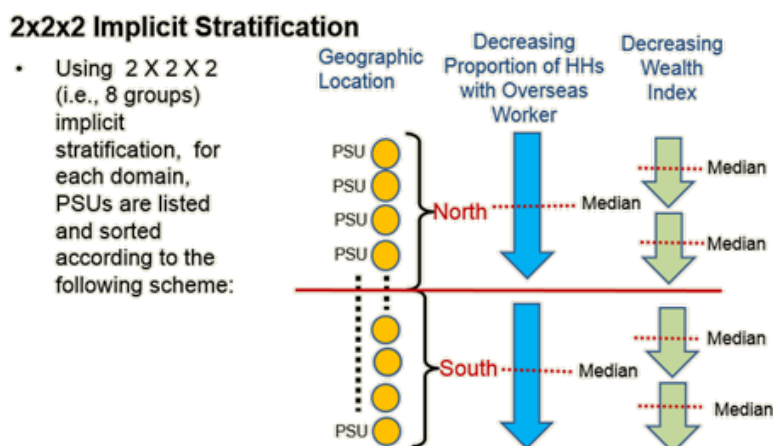 2x2x2 Implicit Stratification
• Using 2 X 2 X 2
(i.e., 8 groups)
implicit
stratification, for
each domain,
PSUs are listed
and sorted
according to the
following scheme:
Geographic
Location
Decreasing
Proportion of HHs
with Overseas
Worker
Decreasing
Wealth
Index
PSU
PSU
PSU
PSU
North
Median
Median
Median
PSU
South
Median
Median
Median